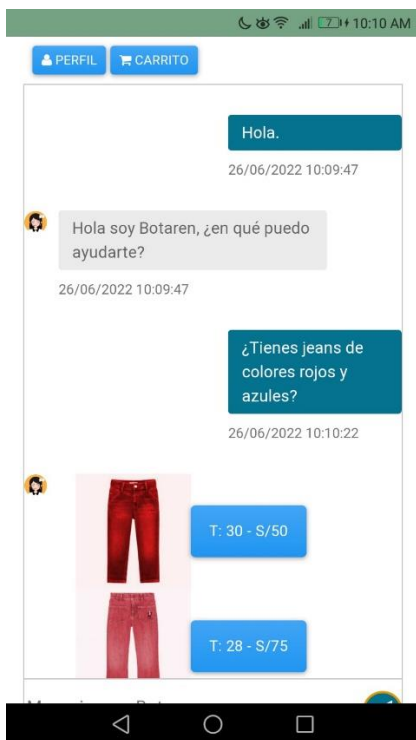 7 10:10 AM
PERFIL CARRITO
Hola.
26/06/2022 10:09:47
Hola soy Botaren, ¿en qué puedo
ayudarte?
26/06/2022 10:09:47
¿Tienes jeans de
colores rojos y
azules?
26/06/2022 10:10:22
T: 30 - S/50
T: 28 - S/75